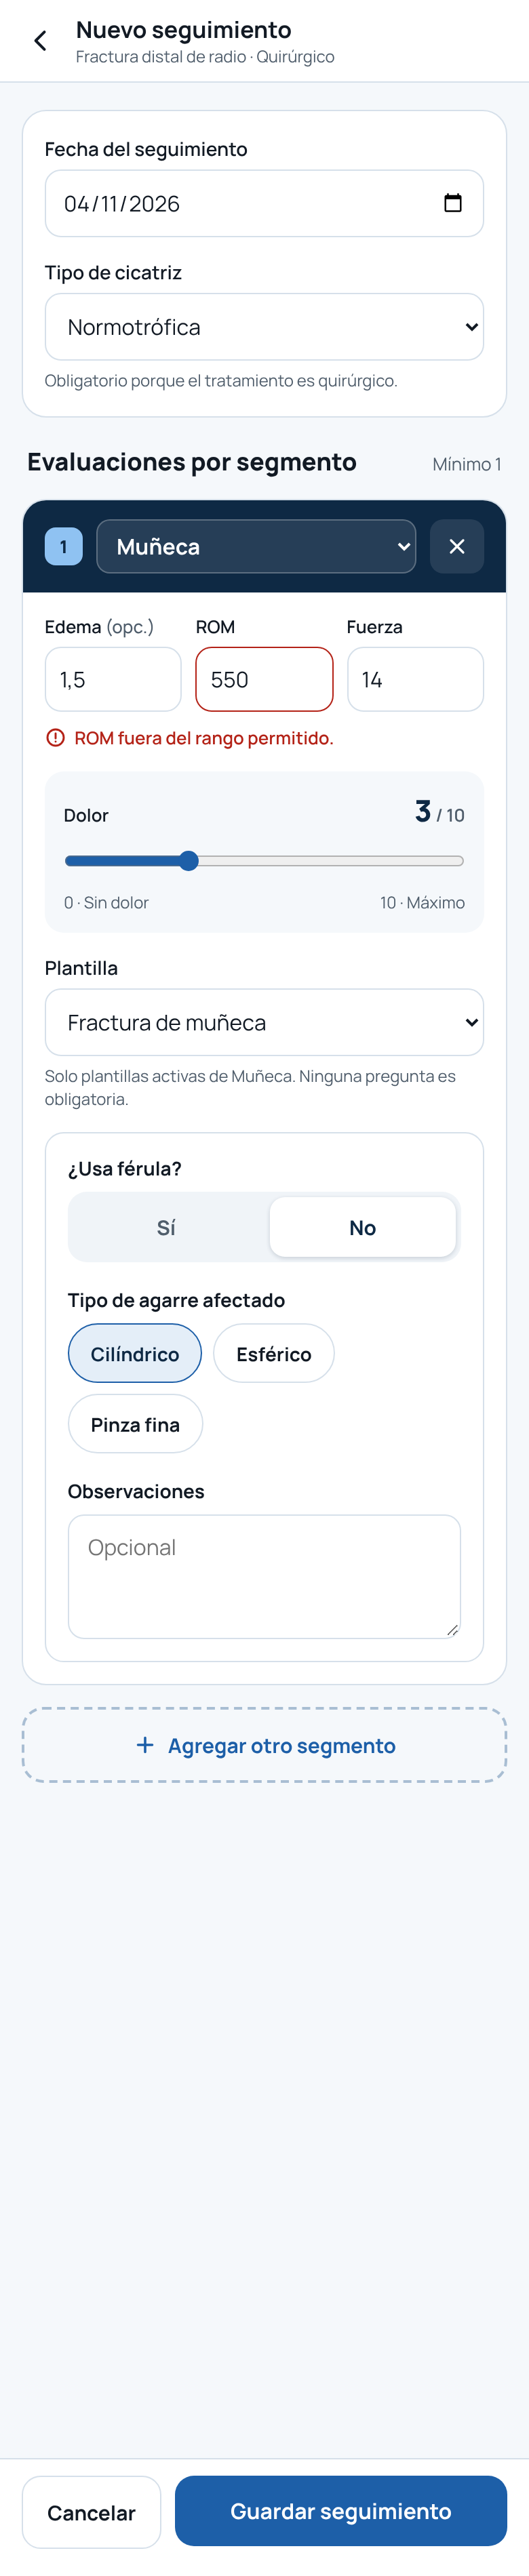 Nuevo seguimiento
Fractura distal de radio · Quirúrgico
Fecha del seguimiento
04/11/2026
Tipo de cicatriz
Normotrófica
Obligatorio porque el tratamiento es quirúrgico.
Evaluaciones por segmento Mínimo 1
1 Muñeca
Edema (opc.) ROM Fuerza
1,5 550 14
ROM fuera del rango permitido.
Dolor 3 / 10
0 · Sin dolor 10 · Máximo
Plantilla
Fractura de muñeca
Solo plantillas activas de Muñeca. Ninguna pregunta es
obligatoria.
¿Usa férula?
Sí No
Tipo de agarre afectado
Cilíndrico Esférico
Pinza fina
Observaciones
Opcional
+ Agregar otro segmento
Cancelar Guardar seguimiento